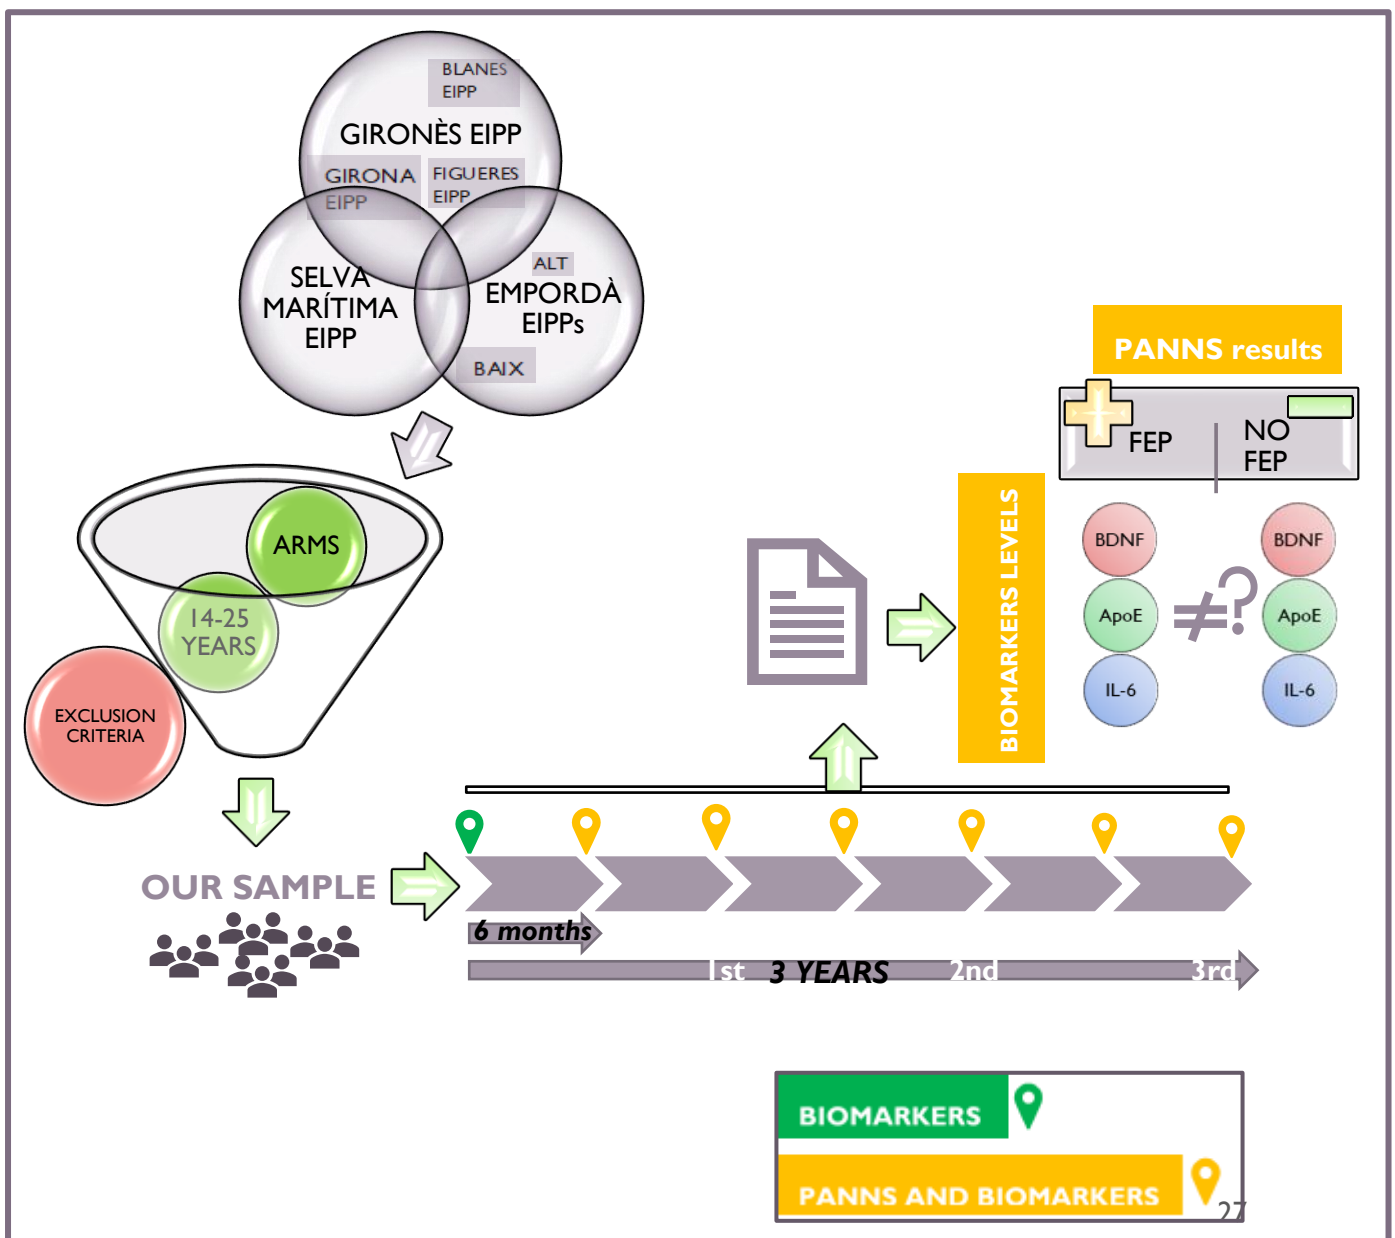 BLANES
EIPP
GIRONÈS EIPP
GIRONA
EIPP
FIGUERES
EIPP
SELVA
MARÍTIMA
EIPP
ALT
EMPORDÀ
EIPPs
BAIX
ARMS
14-25
YEARS
EXCLUSION
CRITERIA
OUR SAMPLE
6 months
1st 3 YEARS 2nd 3rd
BIOMARKERS LEVELS
PANNS results
FEP
NO
FEP
BDNF
BDNF
ApoE
≠?
ApoE
IL-6
IL-6
BIOMARKERS
PANNS AND BIOMARKERS
27